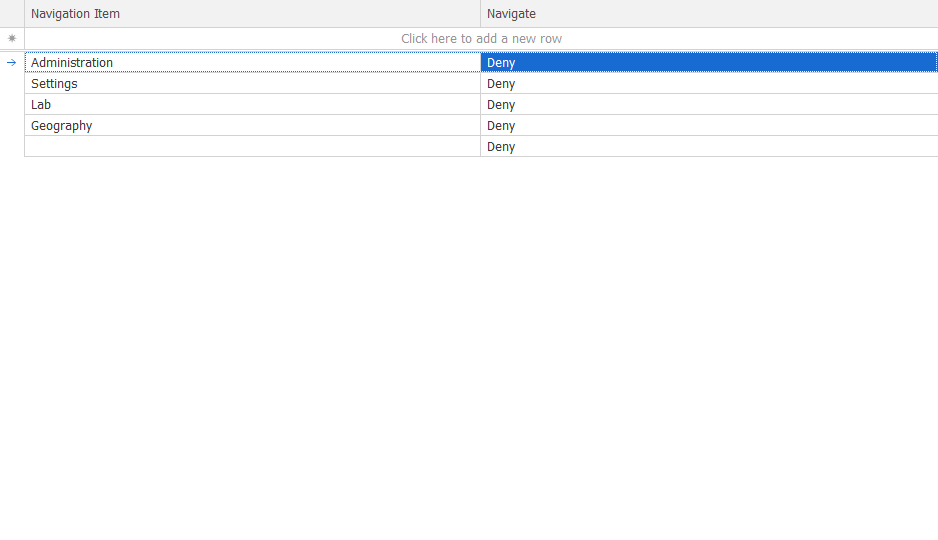 Navigation Item Navigate
Click here to add a new row
Administration Deny
Settings Deny
Lab Deny
Geography Deny
Deny